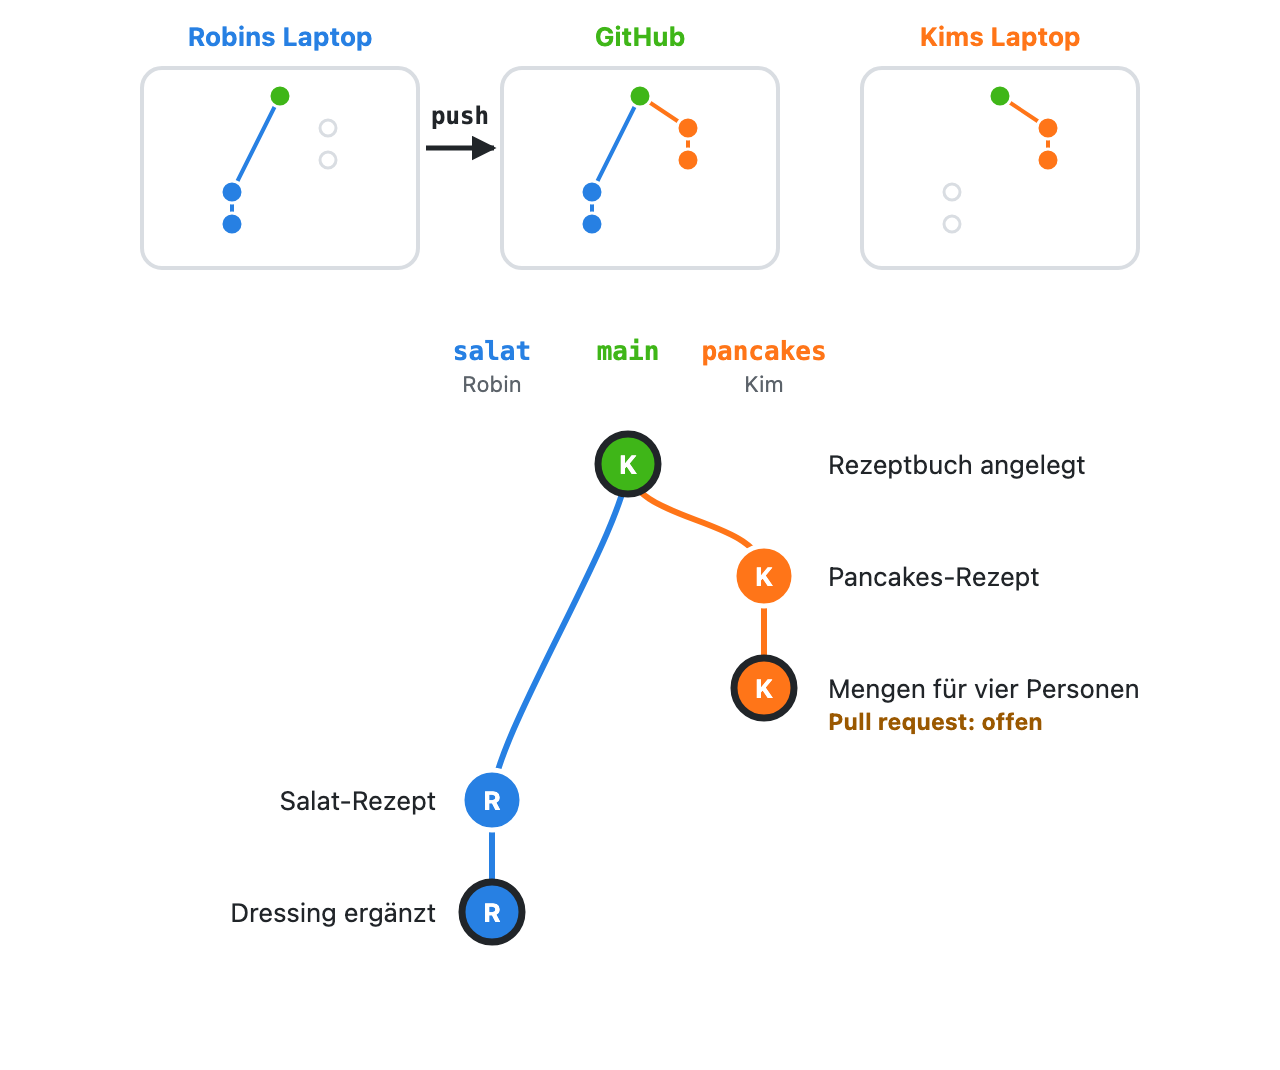 Robins Laptop
GitHub
Kims Laptop
push
salat
main
pancakes
Robin
Kim
K
Rezeptbuch angelegt
K
Pancakes-Rezept
K
Mengen für vier Personen
Pull request: offen
Salat-Rezept
R
Dressing ergänzt
R